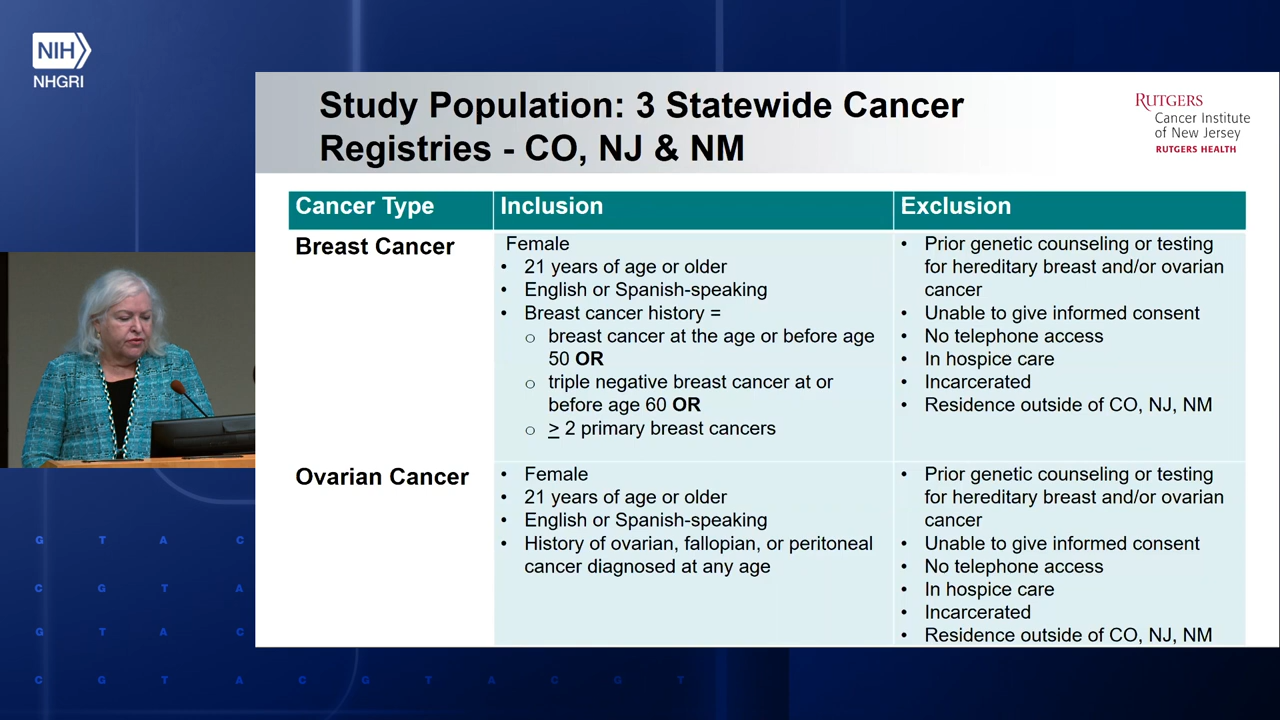 NIH
NHGRI
Study Population: 3 Statewide Cancer
Registries - CO, NJ & NM
RUTGERS
Cancer Institute
of New Jersey
RUTGERS HEALTH
Cancer Type
Inclusion
Exclusion
Breast Cancer
Female
• 21 years of age or older
• English or Spanish-speaking
• Breast cancer history =
o breast cancer at the age or before age
50 OR
o triple negative breast cancer at or
before age 60 OR
o > 2 primary breast cancers
• Prior genetic counseling or testing
for hereditary breast and/or ovarian
cancer
• Unable to give informed consent
• No telephone access
• In hospice care
• Incarcerated
• Residence outside of CO, NJ, NM
Ovarian Cancer
• Female
• 21 years of age or older
• English or Spanish-speaking
• History of ovarian, fallopian, or peritoneal
cancer diagnosed at any age
• Prior genetic counseling or testing
for hereditary breast and/or ovarian
cancer
• Unable to give informed consent
• No telephone access
• In hospice care
• Incarcerated
• Residence outside of CO, NJ, NM
G T A C
C G T A
G T A C
C G T A C G T A C G T